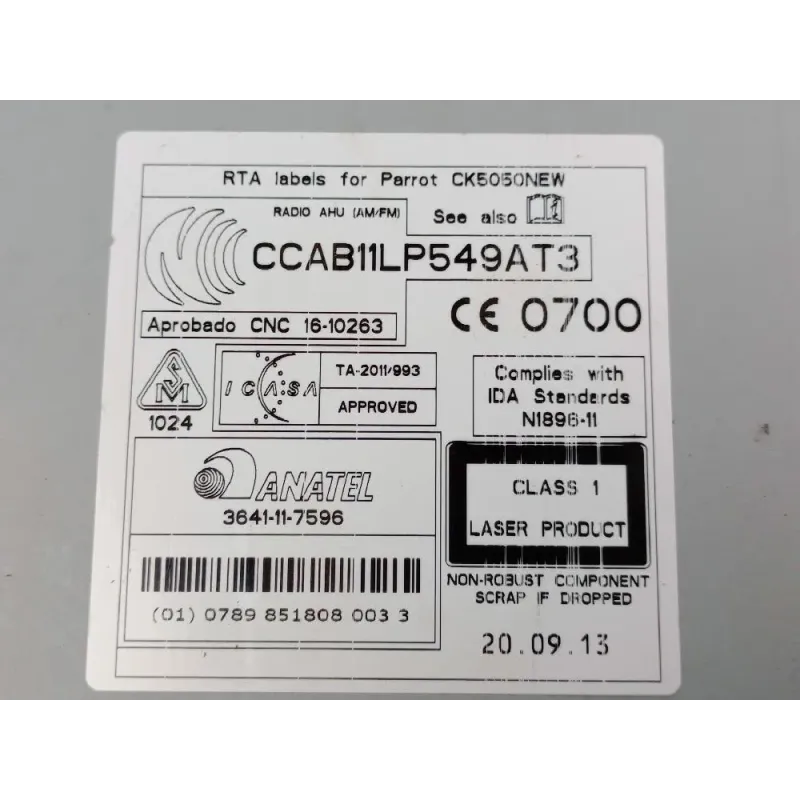 RTA labels for Parrot CK5050NEW
RADIO AHU (AM/FM)
See also
CCAB11LP549AT3
Aprobado CNC 16-10263
CE 0700
SM
1024
ICASA
TA-2011/993
APPROVED
Complies with
IDA Standards
N1896-11
ANATEL
3641-11-7596
CLASS 1
LASER PRODUCT
(01) 0789 851808 003 3
NON-ROBUST COMPONENT
SCRAP IF DROPPED
20.09.13